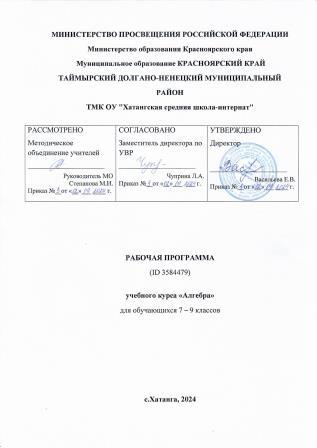 МИНИСТЕРСТВО ПРОСВЕЩЕНИЯ РОССИЙСКОЙ ФЕДЕРАЦИИ
Министерство образования Красноярского края
Муниципальное образование КРАСНОЯРСКИЙ КРАЙ
ТАЙМЫРСКИЙ ДОЛГАНО-НЕНЕЦКИЙ МУНИЦИПАЛЬНЫЙ
РАЙОН
ТМК ОУ "Хатангская средняя школа-интернат"
РАССМОТРЕНО
Методическое
объединение учителей
Руководитель МО
Степанова М.И.
Приказ № от г.
СОГЛАСОВАНО
Заместитель директора по
УВР
Чуприна Л.А.
Приказ № от г.
УТВЕРЖДЕНО
Директор
Васильева Е.В.
Приказ № от г.
РАБОЧАЯ ПРОГРАММА
(ID 3584479)
учебного курса «Алгебра»
для обучающихся 7 – 9 классов
с.Хатанга, 2024